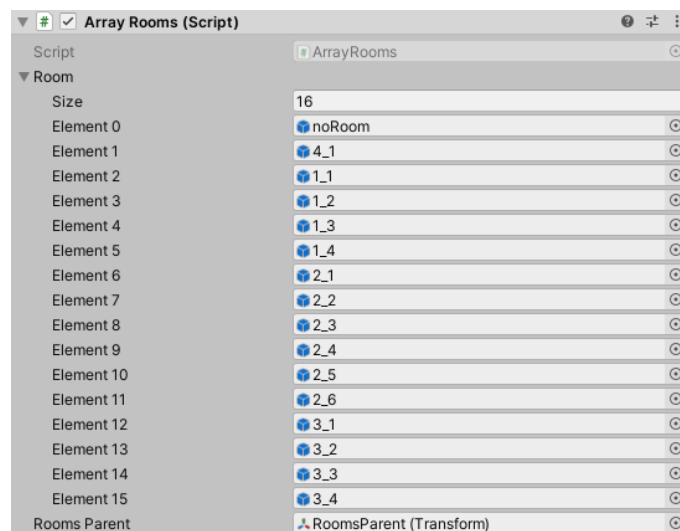 Array Rooms (Script)
Script ArrayRooms
Room
Size 16
Element 0 noRoom
Element 1 4_1
Element 2 1_1
Element 3 1_2
Element 4 1_3
Element 5 1_4
Element 6 2_1
Element 7 2_2
Element 8 2_3
Element 9 2_4
Element 10 2_5
Element 11 2_6
Element 12 3_1
Element 13 3_2
Element 14 3_3
Element 15 3_4
Rooms Parent RoomsParent (Transform)